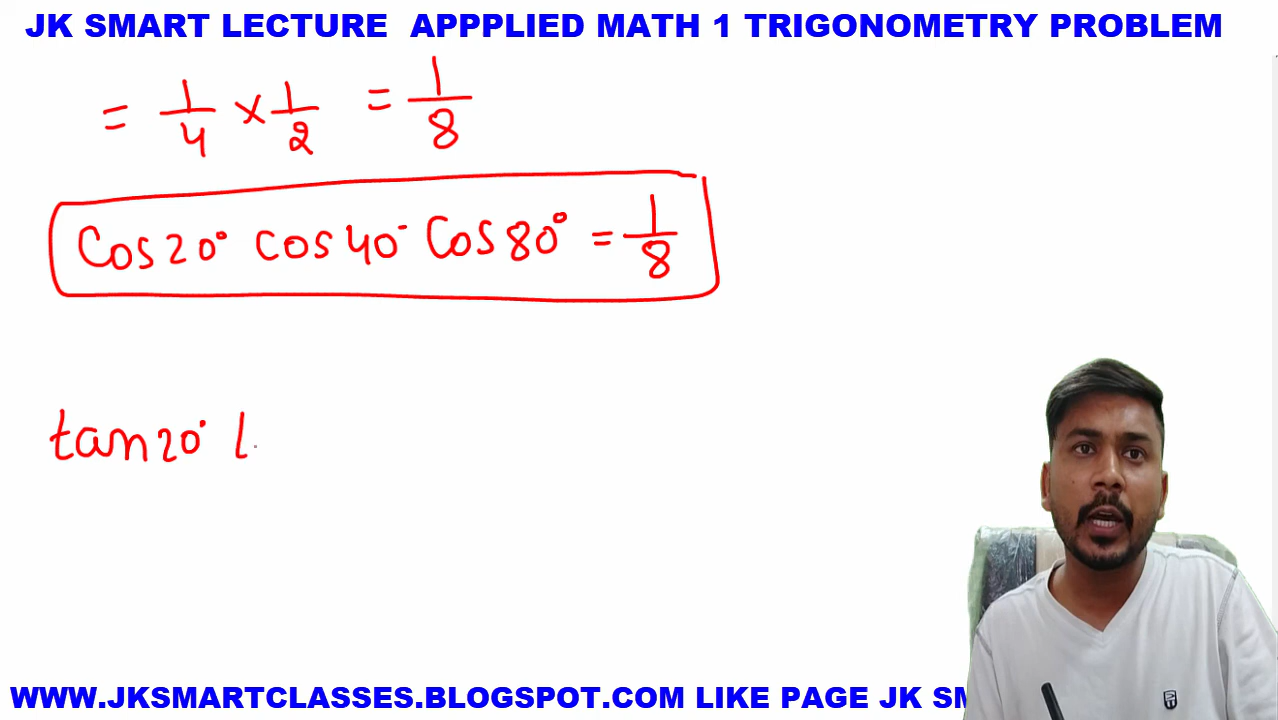 JK SMART LECTURE APPPLIED MATH 1 TRIGONOMETRY PROBLEM
= 1/4 × 1/2 = 1/8
Cos20° cos40° Cos80° = 1/8
tan20° l
WWW.JKSMARTCLASSES.BLOGSPOT.COM LIKE PAGE JK SM